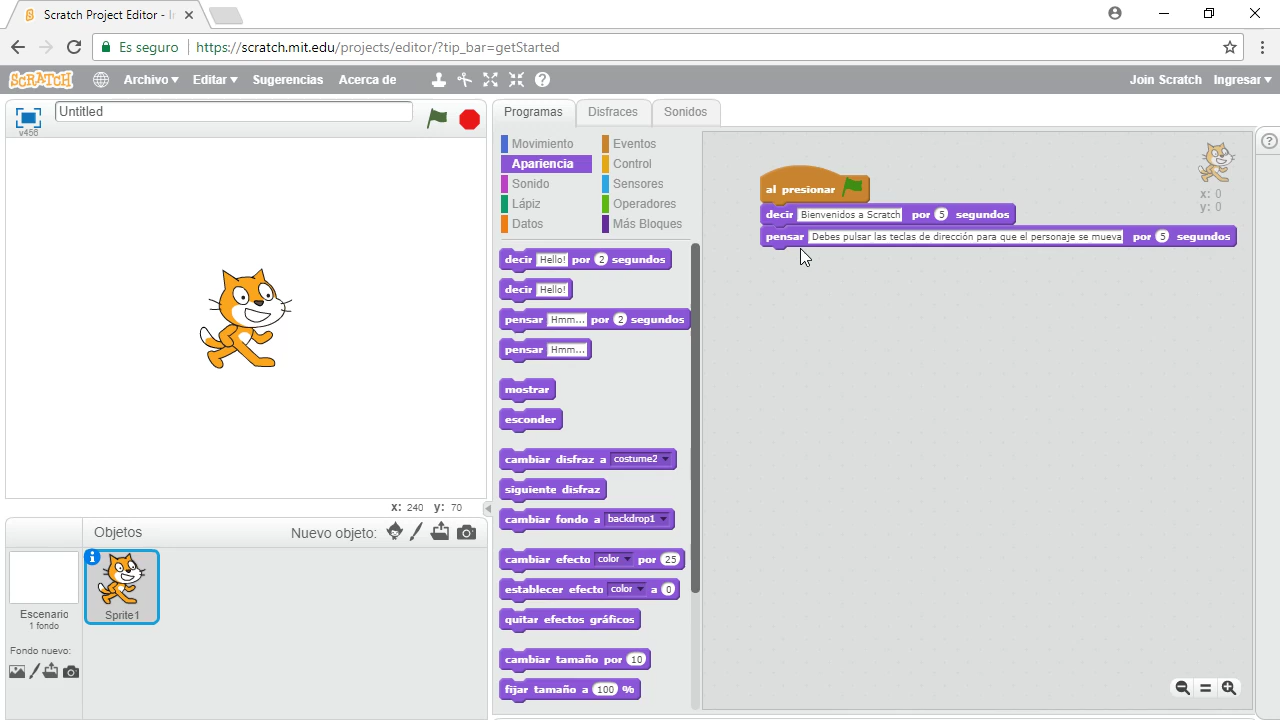 Scratch Project Editor - I
Es seguro https://scratch.mit.edu/projects/editor/?tip_bar=getStarted
SCRATCH Archivo Editar Sugerencias Acerca de Join Scratch Ingresar
Untitled
v456
Programas Disfraces Sonidos
Movimiento Eventos
Apariencia Control
Sonido Sensores
Lápiz Operadores
Datos Más Bloques
decir Hello! por 2 segundos
decir Hello!
pensar Hmm... por 2 segundos
pensar Hmm...
mostrar
esconder
cambiar disfraz a costume2
siguiente disfraz
cambiar fondo a backdrop1
cambiar efecto color por 25
establecer efecto color a 0
quitar efectos gráficos
cambiar tamaño por 10
fijar tamaño a 100 %
al presionar
decir Bienvenidos a Scratch por 5 segundos
pensar Debes pulsar las teclas de dirección para que el personaje se mueva por 5 segundos
x: 0
y: 0
x: 240 y: 70
Objetos Nuevo objeto:
Sprite1
Escenario
1 fondo
Fondo nuevo: